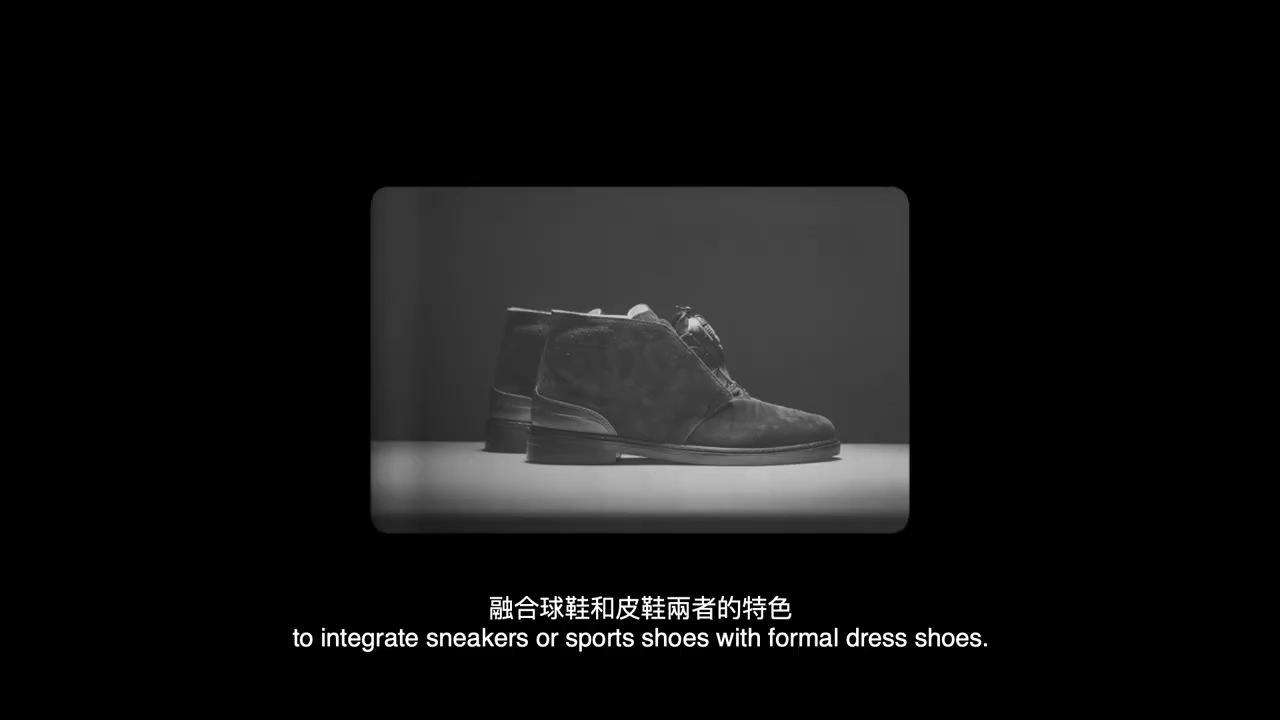 融合球鞋和皮鞋兩者的特色
to integrate sneakers or sports shoes with formal dress shoes.